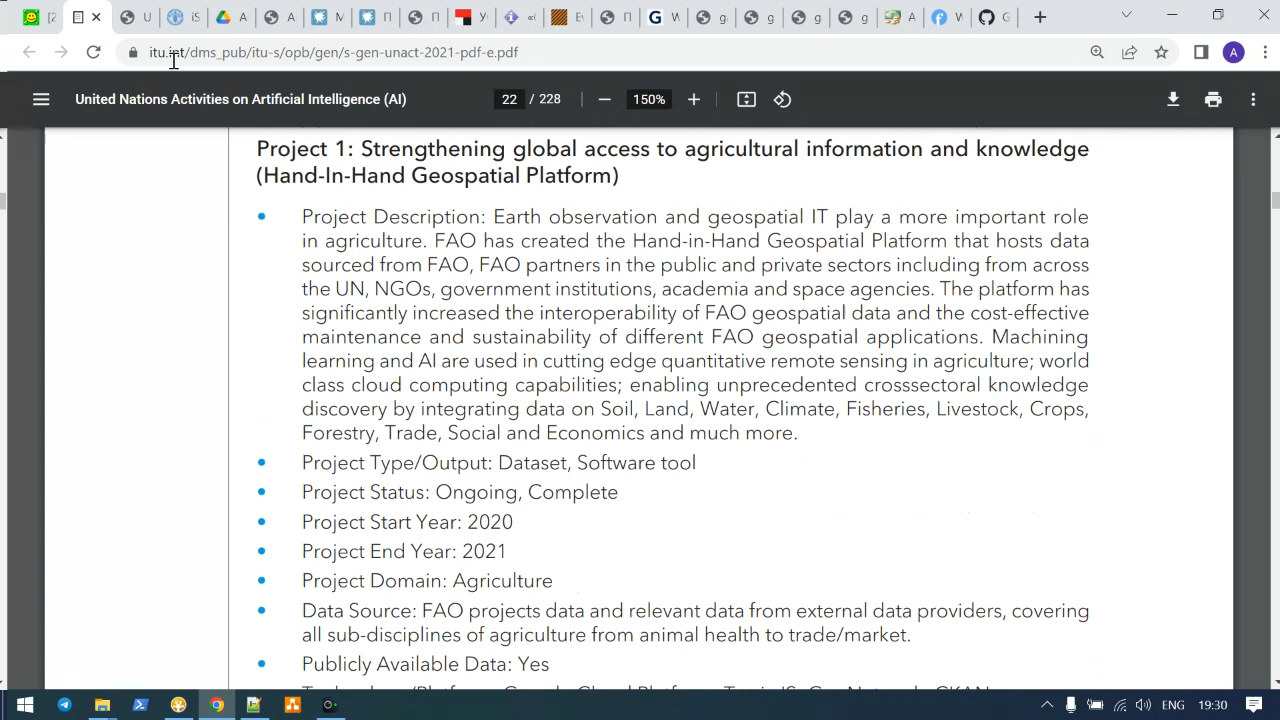 itu.int/dms_pub/itu-s/opb/gen/s-gen-unact-2021-pdf-e.pdf
A
United Nations Activities on Artificial Intelligence (AI)
22 / 228
150%
Project 1: Strengthening global access to agricultural information and knowledge
(Hand-In-Hand Geospatial Platform)
Project Description: Earth observation and geospatial IT play a more important role
in agriculture. FAO has created the Hand-in-Hand Geospatial Platform that hosts data
sourced from FAO, FAO partners in the public and private sectors including from across
the UN, NGOs, government institutions, academia and space agencies. The platform has
significantly increased the interoperability of FAO geospatial data and the cost-effective
maintenance and sustainability of different FAO geospatial applications. Machining
learning and AI are used in cutting edge quantitative remote sensing in agriculture; world
class cloud computing capabilities; enabling unprecedented crosssectoral knowledge
discovery by integrating data on Soil, Land, Water, Climate, Fisheries, Livestock, Crops,
Forestry, Trade, Social and Economics and much more.
Project Type/Output: Dataset, Software tool
Project Status: Ongoing, Complete
Project Start Year: 2020
Project End Year: 2021
Project Domain: Agriculture
Data Source: FAO projects data and relevant data from external data providers, covering
all sub-disciplines of agriculture from animal health to trade/market.
Publicly Available Data: Yes
ENG
19:30